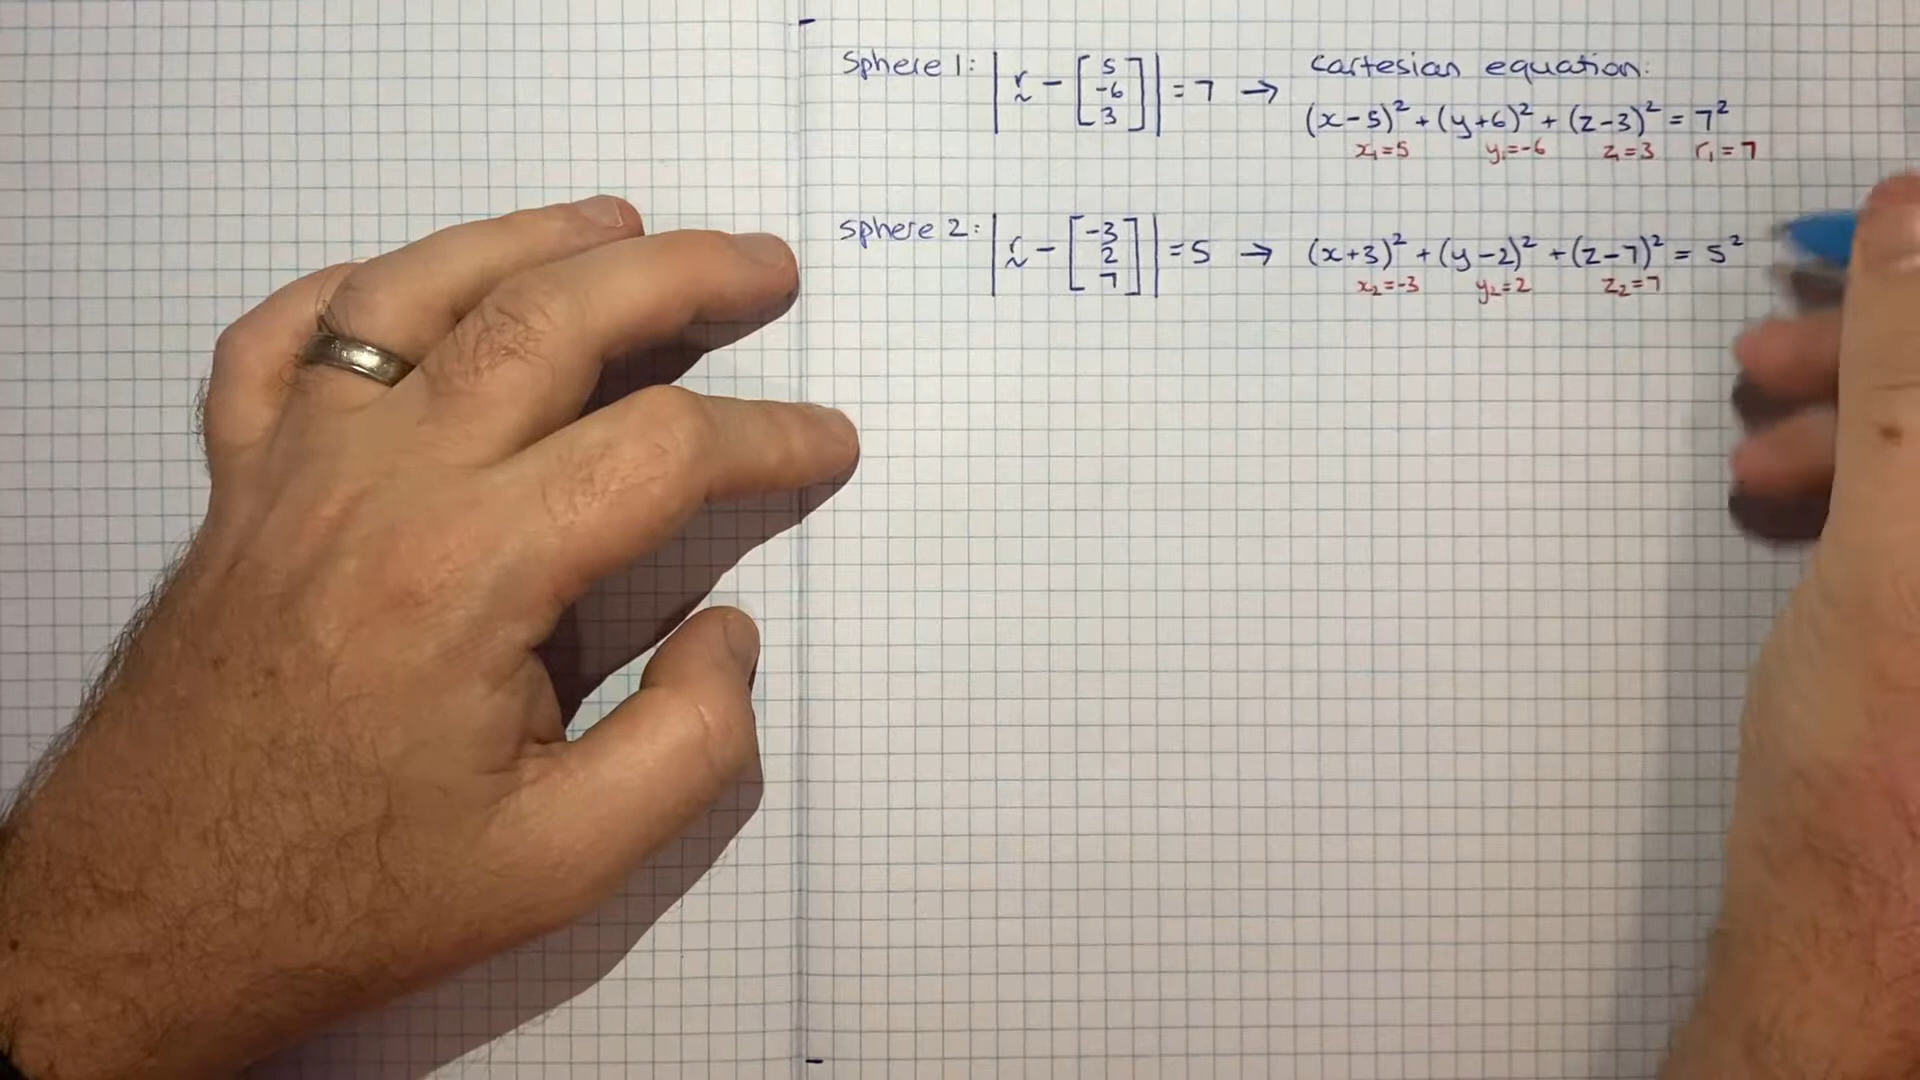 Sphere 1: | r̰ − [5 -6 3] | = 7 → Cartesian equation:
(x−5)² + (y+6)² + (z−3)² = 7²
x₁=5 y₁=-6 z₁=3 r₁=7
Sphere 2: | r̰ − [-3 2 7] | = 5 → (x+3)² + (y−2)² + (z−7)² = 5²
x₂=-3 y₂=2 z₂=7